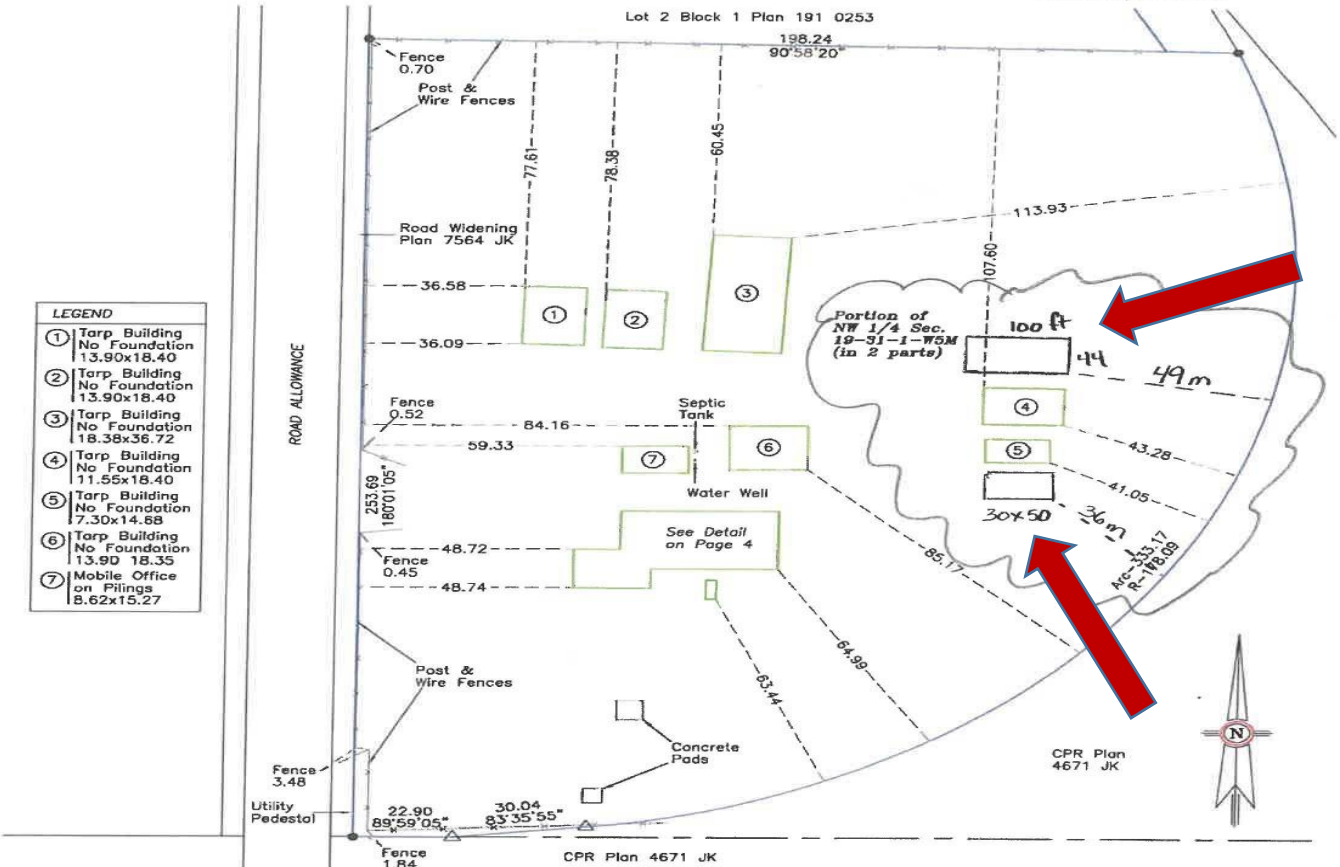 Lot 2 Block 1 Plan 191 0253
198.24
90°58'20"
Fence
0.70
Post &
Wire Fences
77.61
78.38
60.45
107.60
113.93
Road Widening
Plan 7564 JK
36.58
36.09
1
2
3
LEGEND
1 Tarp Building
No Foundation
13.90x18.40
2 Tarp Building
No Foundation
13.90x18.40
3 Tarp Building
No Foundation
18.38x36.72
4 Tarp Building
No Foundation
11.55x18.40
5 Tarp Building
No Foundation
7.30x14.68
6 Tarp Building
No Foundation
13.90 18.35
7 Mobile Office
on Pilings
8.62x15.27
ROAD ALLOWANCE
Portion of
NW 1/4 Sec.
19-31-1-W5M
(in 2 parts)
100 ft
44
49m
4
5
43.28
41.05
30x50
36m
Arc-333.17
R-178.09
Fence
0.52
84.16
59.33
Septic
Tank
6
7
Water Well
253.69
180°01'05"
See Detail
on Page 4
48.72
Fence
0.45
48.74
85.17
64.99
63.44
Post &
Wire Fences
Concrete
Pads
CPR Plan
4671 JK
N
Fence
3.48
Utility
Pedestal
22.90
89°59'05"
30.04
83°35'55"
Fence
1.84
CPR Plan 4671 JK